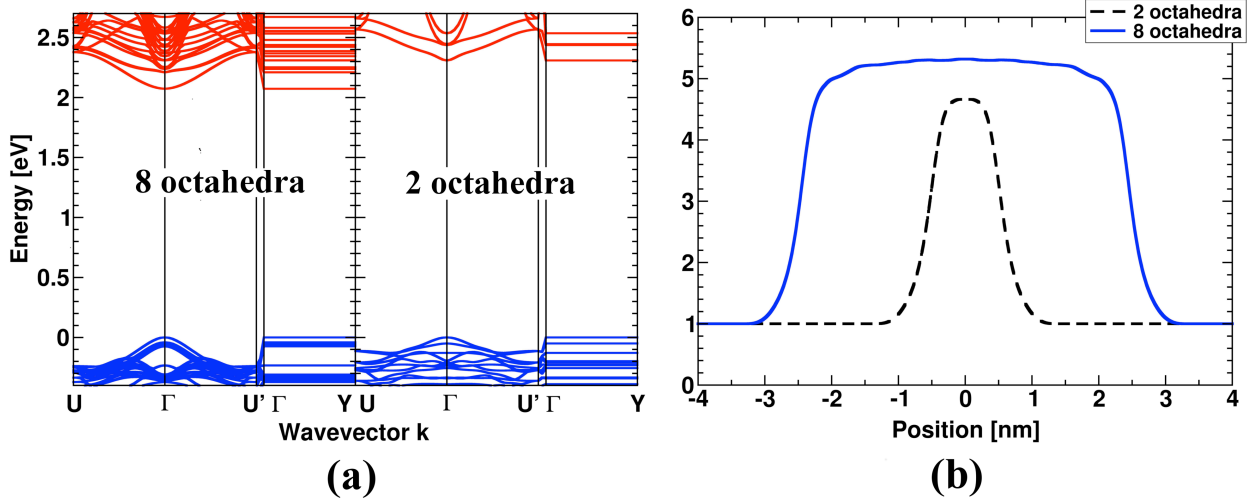 2.5
2
1.5
1
0.5
0
Energy [eV]
8 octahedra
2 octahedra
U Γ U' Γ Y U Γ U' Γ Y
Wavevector k
(a)
6
5
4
3
2
1
0
2 octahedra
8 octahedra
-4 -3 -2 -1 0 1 2 3 4
Position [nm]
(b)